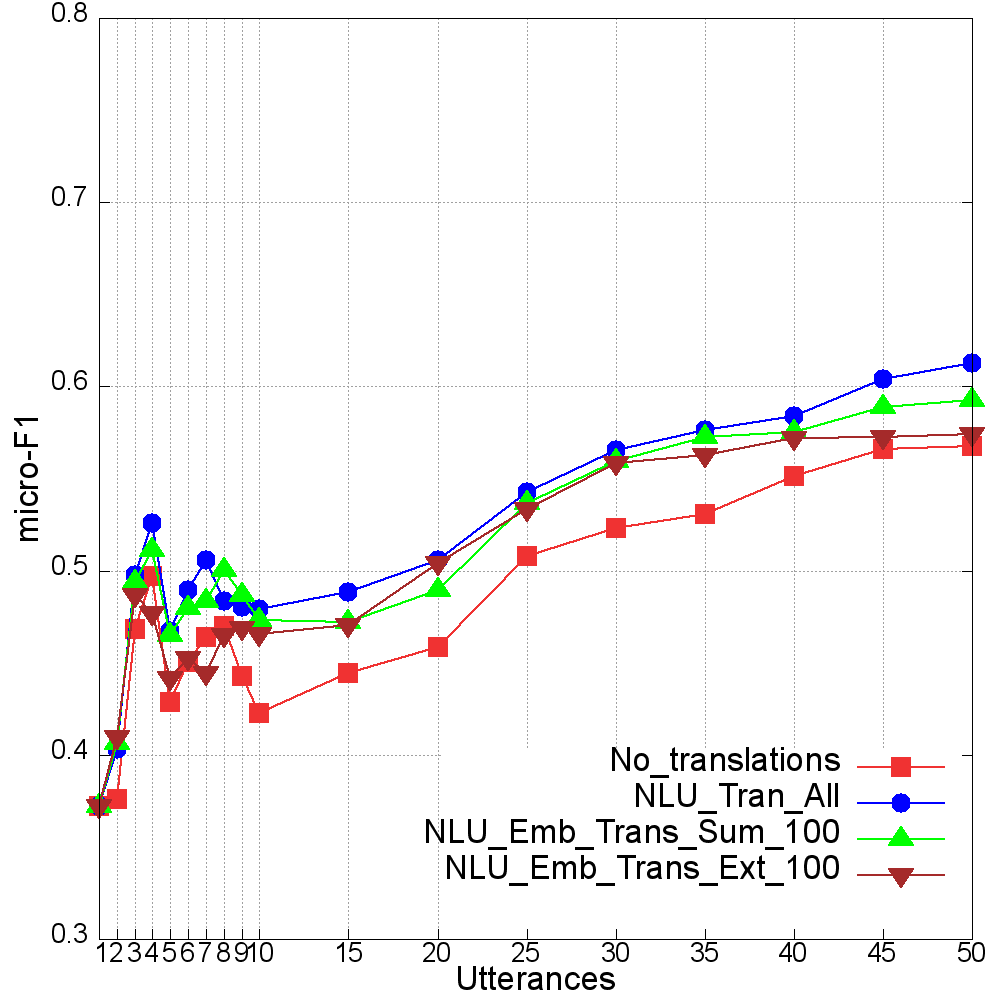 0.8
0.7
0.6
0.5
0.4
0.3
micro-F1
No_translations
NLU_Tran_All
NLU_Emb_Trans_Sum_100
NLU_Emb_Trans_Ext_100
1 2 3 4 5 6 7 8 9 10 15 20 25 30 35 40 45 50
Utterances